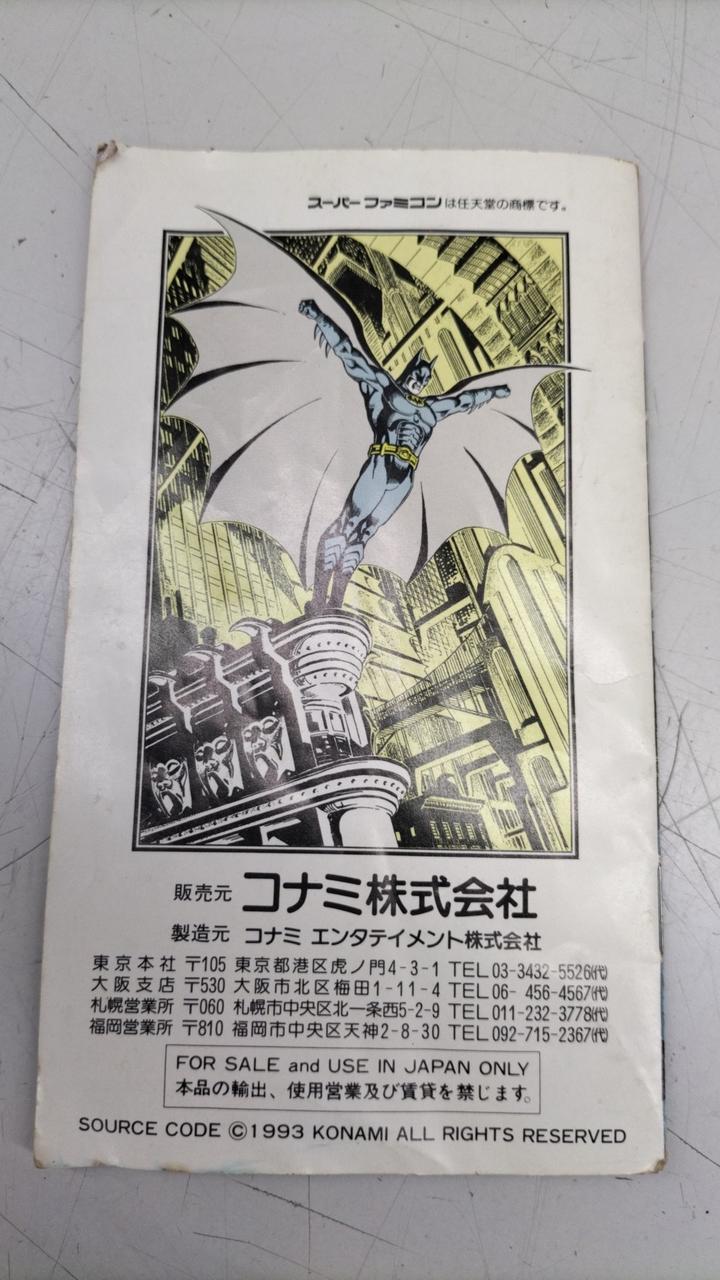 スーパーファミコンは任天堂の商標です。
販売元 コナミ株式会社
製造元 コナミ エンタテイメント株式会社
東京本社 〒105 東京都港区虎ノ門4-3-1 TEL 03-3432-5526㈹
大阪支店 〒530 大阪市北区梅田1-11-4 TEL 06- 456-4567㈹
札幌営業所 〒060 札幌市中央区北一条西5-2-9 TEL 011-232-3778㈹
福岡営業所 〒810 福岡市中央区天神2-8-30 TEL 092-715-2367㈹
FOR SALE and USE IN JAPAN ONLY
本品の輸出、使用営業及び賃貸を禁じます。
SOURCE CODE ©1993 KONAMI ALL RIGHTS RESERVED